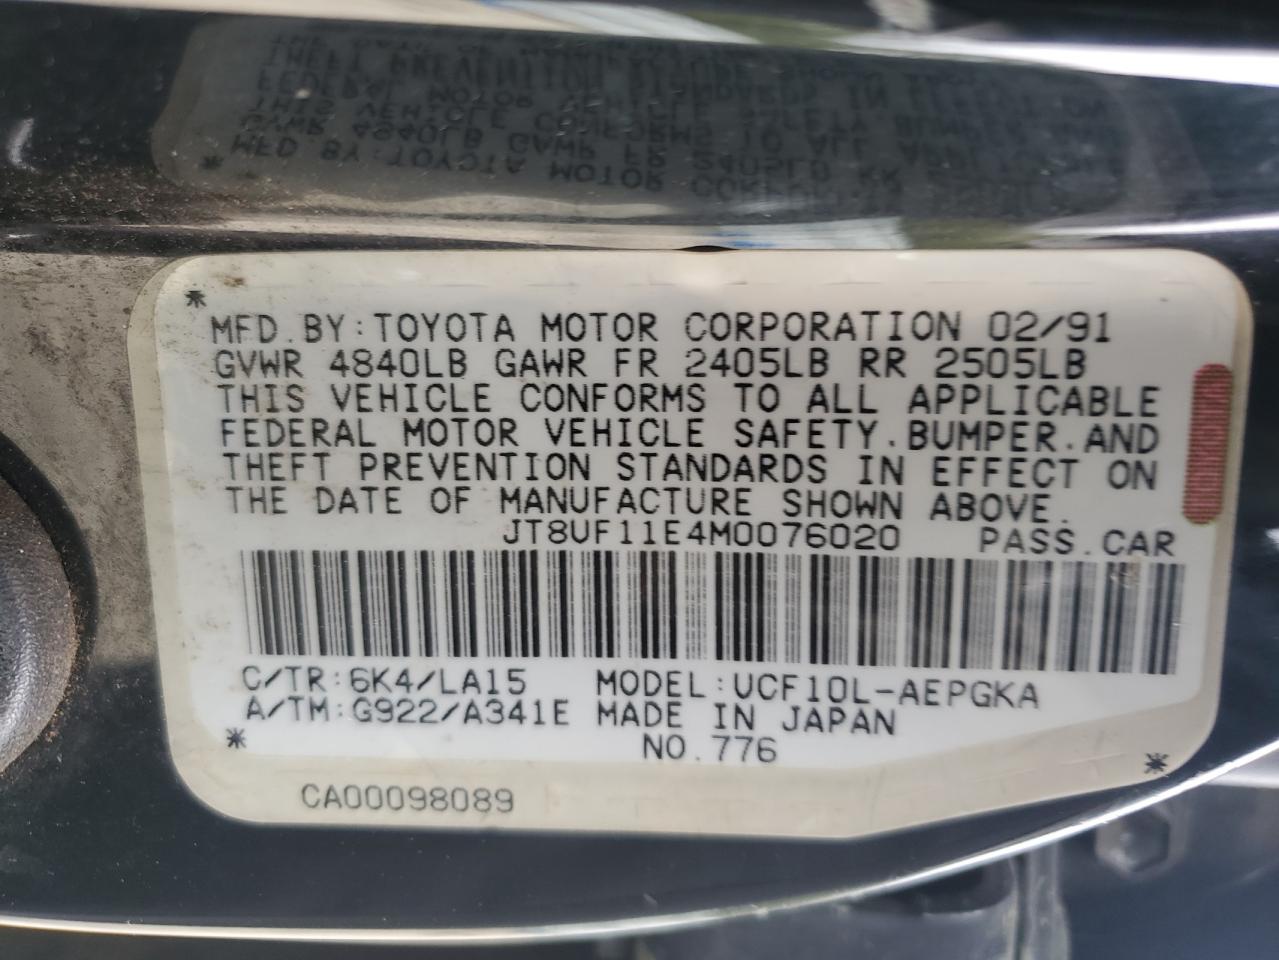 *
MFD. BY: TOYOTA MOTOR CORPORATION 02/91
GVWR 4840LB GAWR FR 2405LB RR 2505LB
THIS VEHICLE CONFORMS TO ALL APPLICABLE
FEDERAL MOTOR VEHICLE SAFETY. BUMPER. AND
THEFT PREVENTION STANDARDS IN EFFECT ON
THE DATE OF MANUFACTURE SHOWN ABOVE.
JT8UF11E4M0076020 PASS. CAR
C/TR: 6K4/LA15 MODEL: UCF10L-AEPGKA
A/TM: G922/A341E MADE IN JAPAN
* NO. 776 *
CA00098089